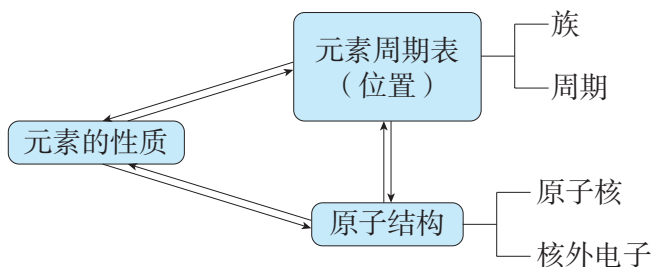 元素周期表
（位置）
族
周期
元素的性质
原子结构
原子核
核外电子